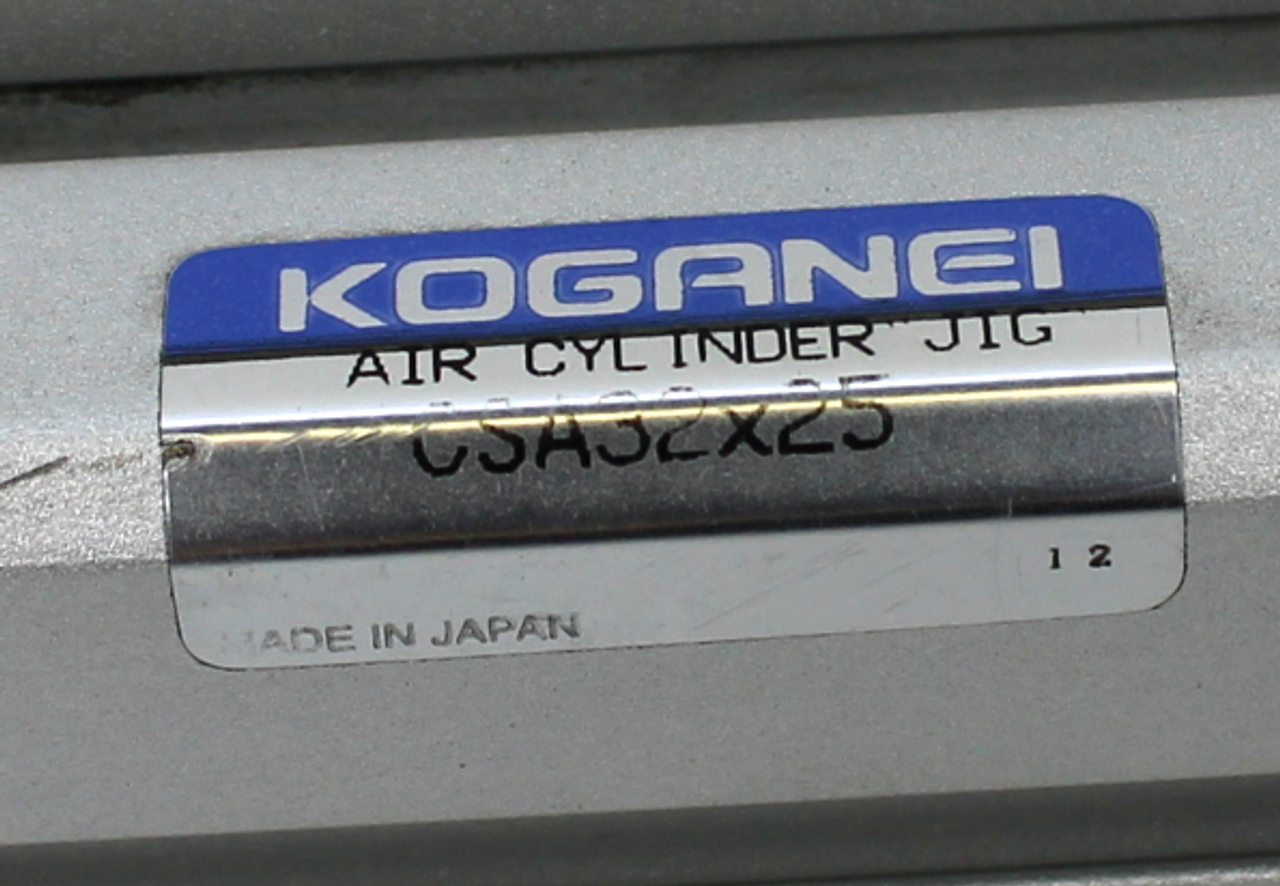 KOGANEI
AIR CYLINDER JIG
CSA32x25
12
MADE IN JAPAN